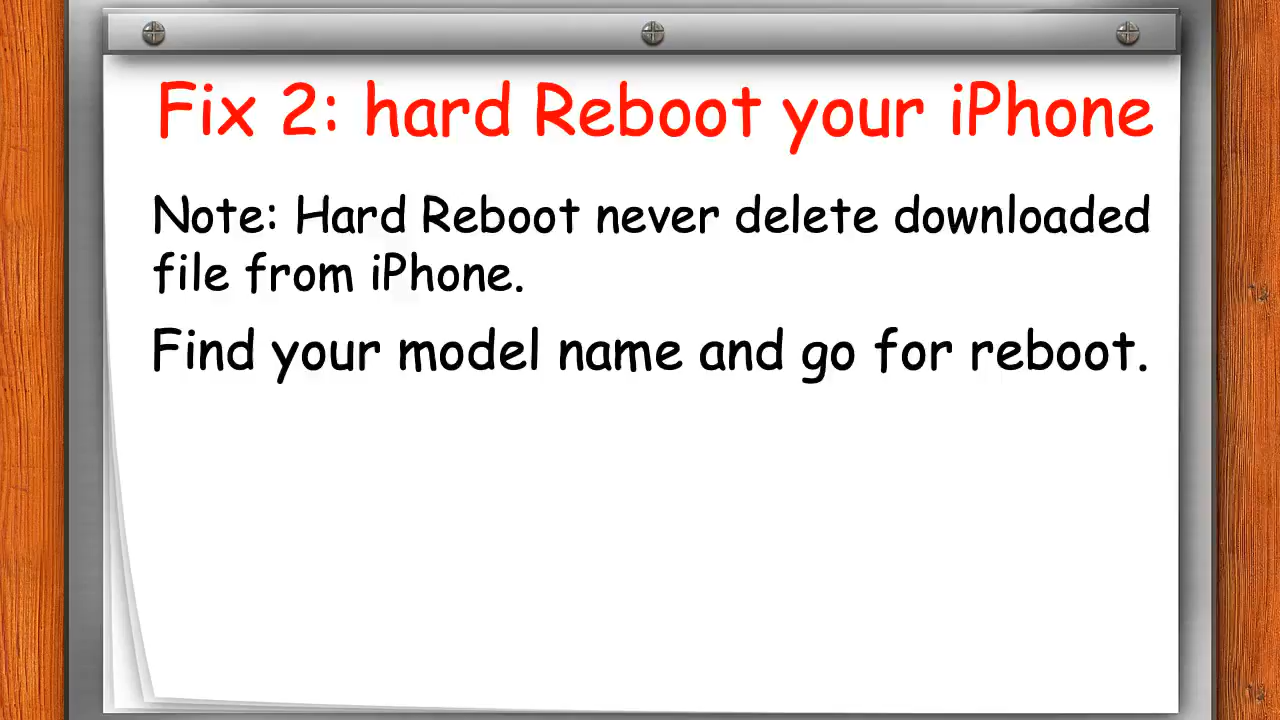 Fix 2: hard Reboot your iPhone
Note: Hard Reboot never delete downloaded
file from iPhone.
Find your model name and go for reboot.